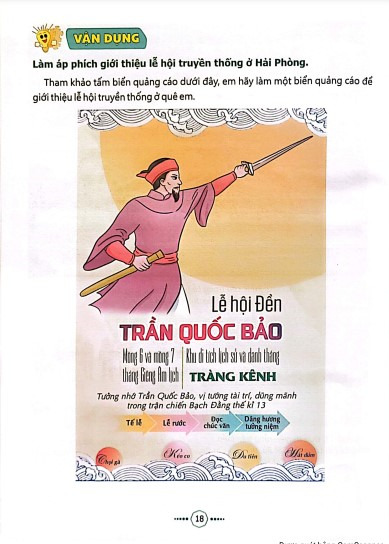 VẬN DỤNG
Làm áp phích giới thiệu lễ hội truyền thống ở Hải Phòng.
Tham khảo tấm biển quảng cáo dưới đây, em hãy làm một biển quảng cáo để
giới thiệu lễ hội truyền thống ở quê em.
Lễ hội Đền
TRẦN QUỐC BẢO
Mồng 6 và mồng 7
tháng Giêng Âm lịch
Khu di tích lịch sử và danh thắng
TRÀNG KÊNH
Tưởng nhớ Trần Quốc Bảo, vị tướng tài trí, dũng mãnh
trong trận chiến Bạch Đằng thế kỉ 13
Tế lễ
Lễ rước
Đọc
chúc văn
Dâng hương
tưởng niệm
Chọi gà
Kéo co
Đu tiên
Hát đúm
18